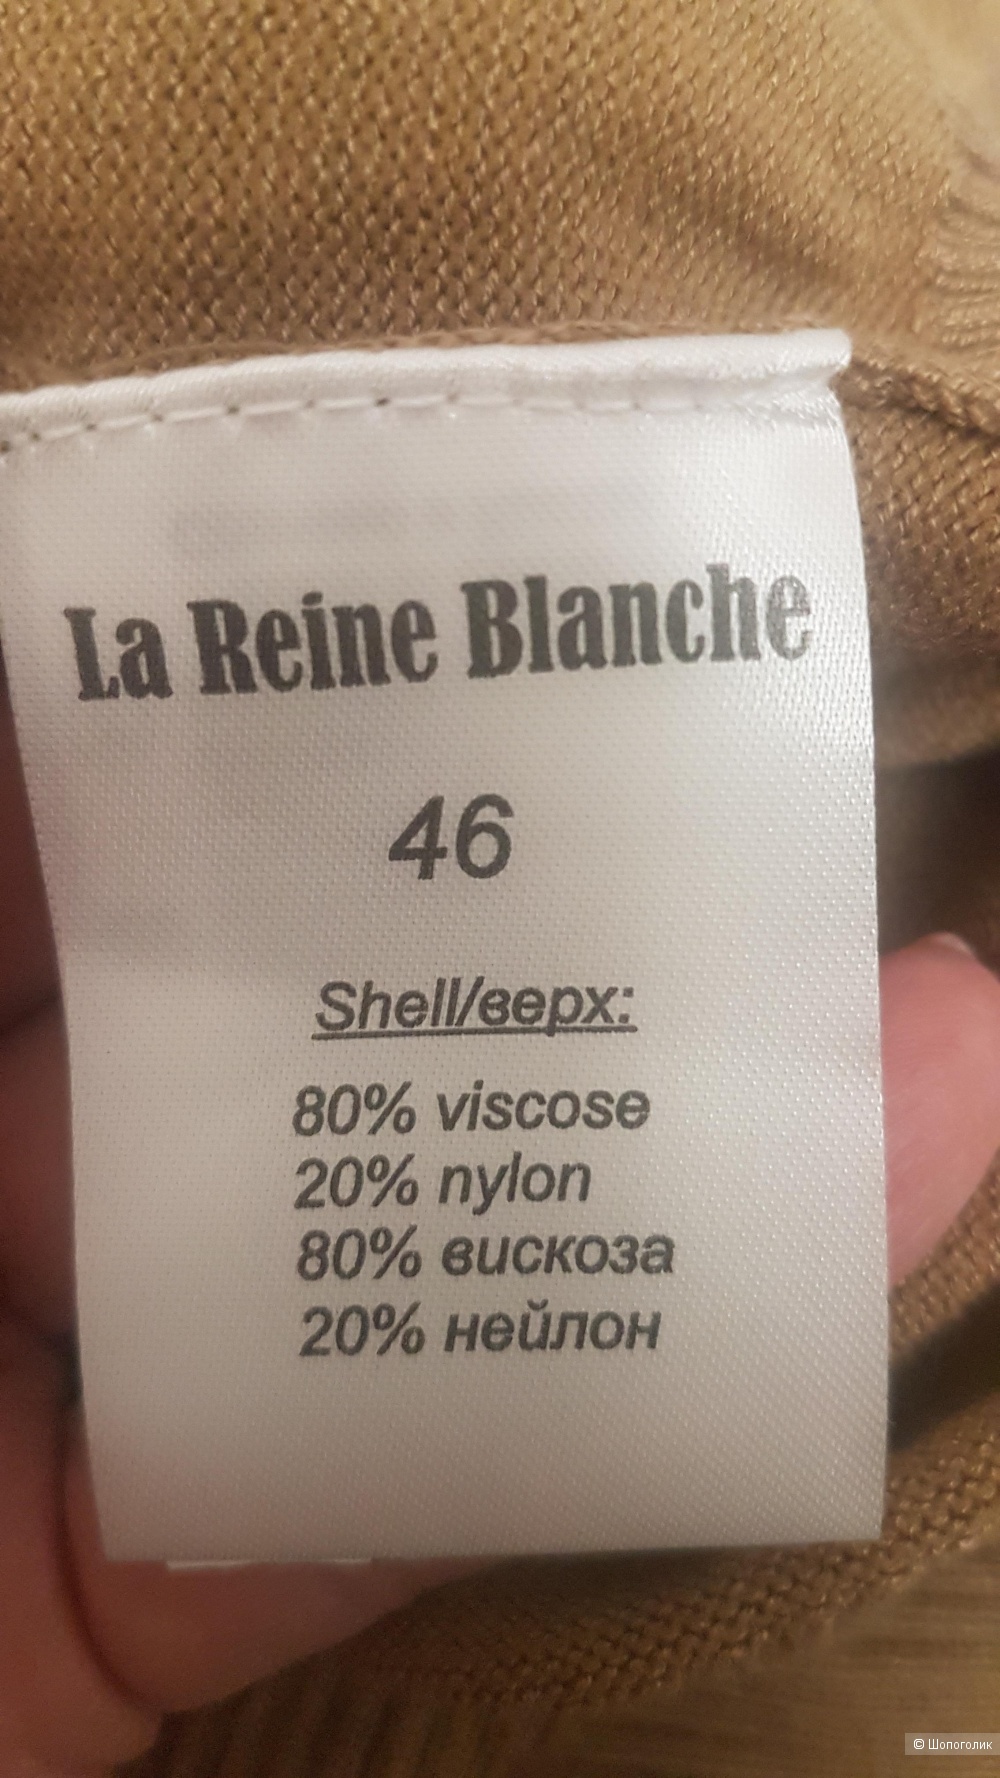 La Reine Blanche
46
Shell/верх:
80% viscose
20% nylon
80% вискоза
20% нейлон
© Шопоголик